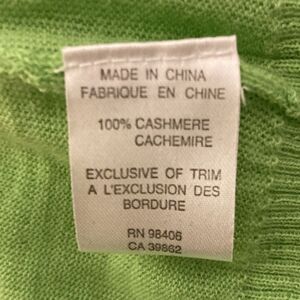 MADE IN CHINA
FABRIQUE EN CHINE
100% CASHMERE
CACHEMIRE
EXCLUSIVE OF TRIM
A L'EXCLUSION DES
BORDURE
RN 98406
CA 39862